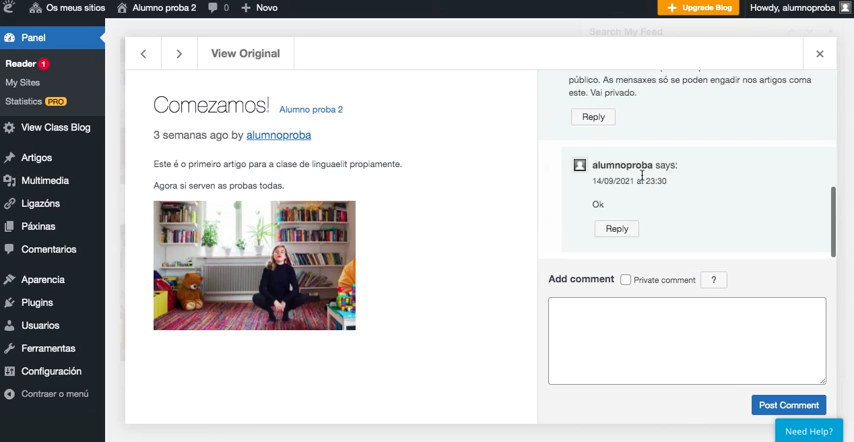 Os meus sitios
Alumno proba 2
0
Novo
Upgrade Blog
Howdy, alumnoproba
Panel
Reader 1
My Sites
Statistics PRO
View Class Blog
Artigos
Multimedia
Ligazóns
Páxinas
Comentarios
Aparencia
Plugins
Usuarios
Ferramentas
Configuración
Contraer o menú
Search My Feed
View Original
Comezamos! Alumno proba 2
3 semanas ago by alumnoproba
Este é o primeiro artigo para a clase de linguaelit propiamente.
Agora si serven as probas todas.
público. As mensaxes só se poden engadir nos artigos coma
este. Vai privado.
Reply
alumnoproba says:
14/09/2021 at 23:30
Ok
Reply
Add comment Private comment ?
Post Comment
Need Help?